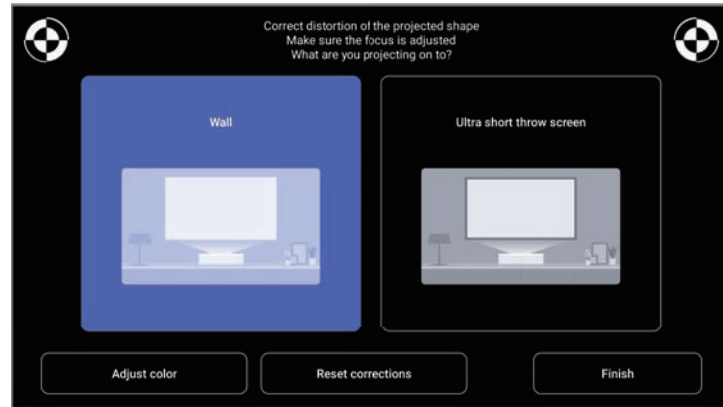 Correct distortion of the projected shape
Make sure the focus is adjusted
What are you projecting on to?
Wall
Ultra short throw screen
Adjust color
Reset corrections
Finish